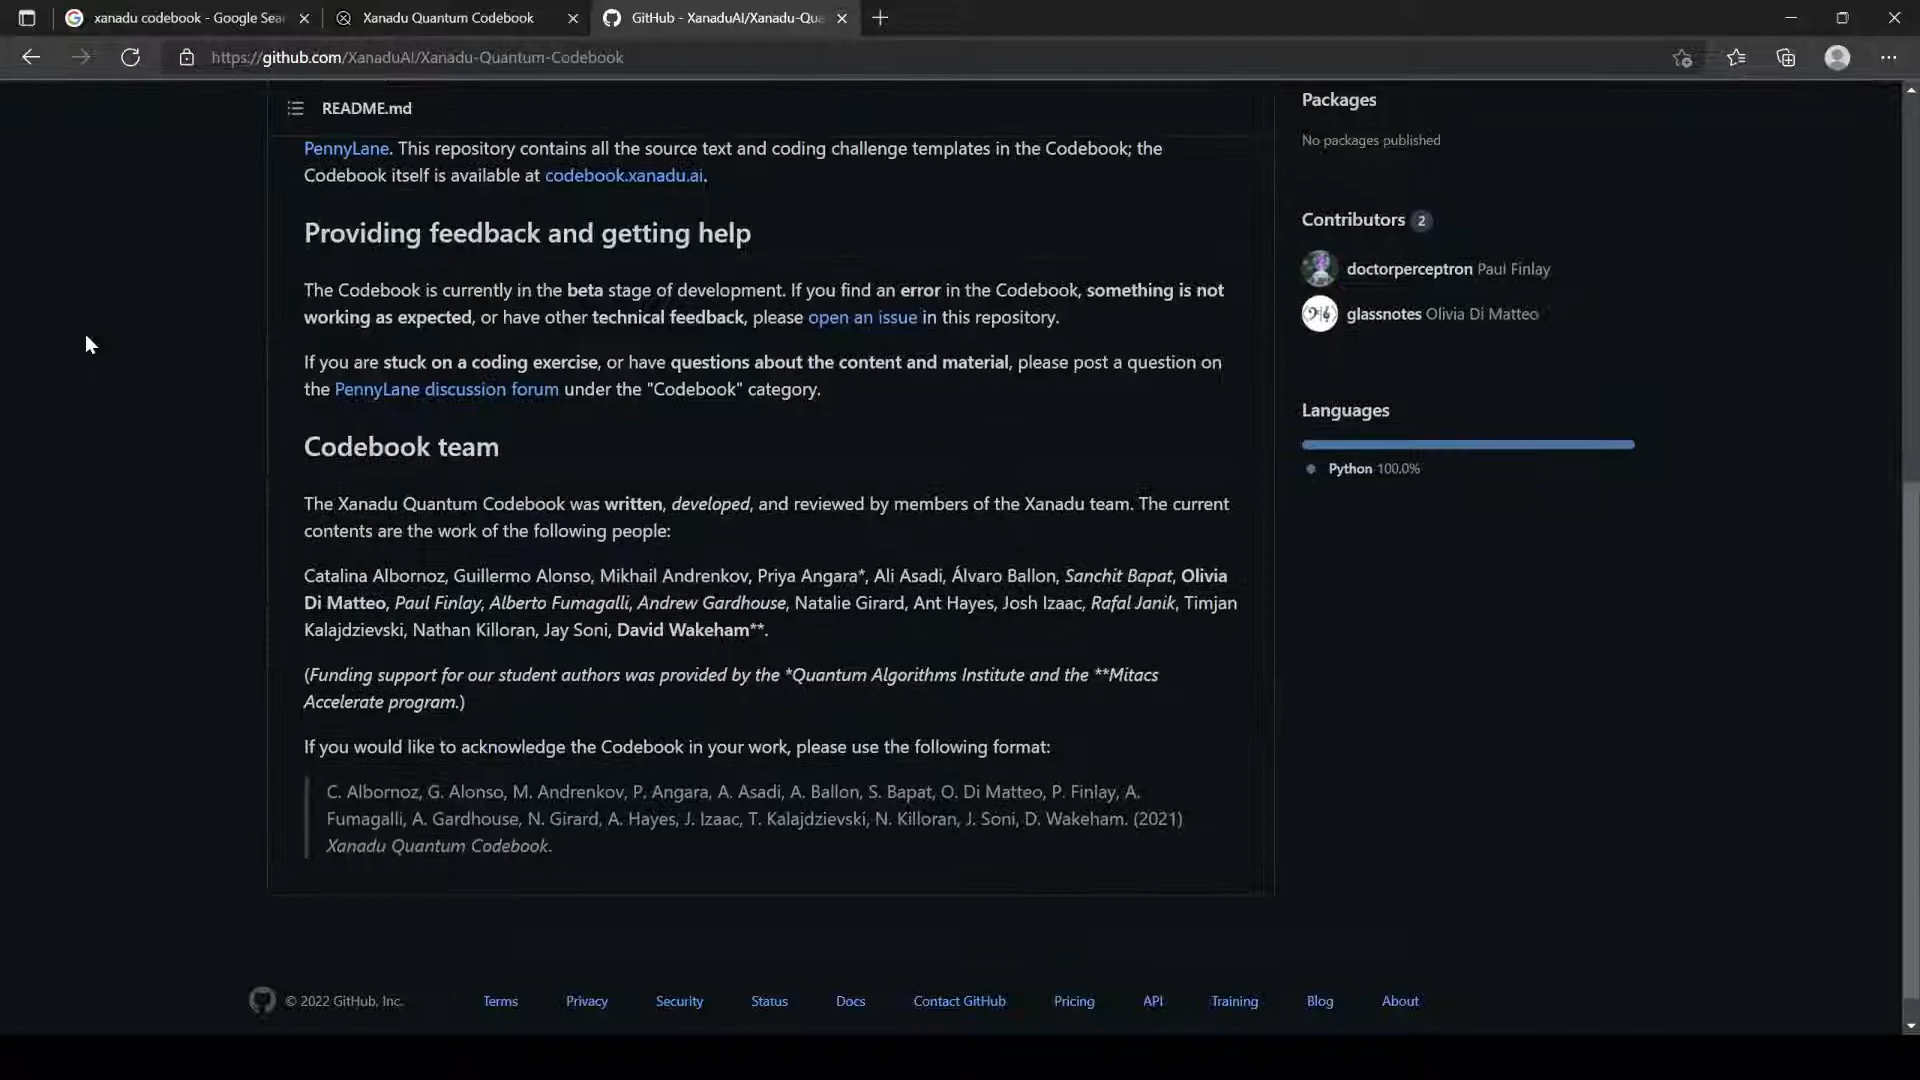 xanadu codebook - Google Sea
Xanadu Quantum Codebook
GitHub - XanaduAI/Xanadu-Qua
https://github.com/XanaduAI/Xanadu-Quantum-Codebook
README.md
PennyLane. This repository contains all the source text and coding challenge templates in the Codebook; the
Codebook itself is available at codebook.xanadu.ai.
Providing feedback and getting help
The Codebook is currently in the beta stage of development. If you find an error in the Codebook, something is not
working as expected, or have other technical feedback, please open an issue in this repository.
If you are stuck on a coding exercise, or have questions about the content and material, please post a question on
the PennyLane discussion forum under the "Codebook" category.
Codebook team
The Xanadu Quantum Codebook was written, developed, and reviewed by members of the Xanadu team. The current
contents are the work of the following people:
Catalina Albornoz, Guillermo Alonso, Mikhail Andrenkov, Priya Angara*, Ali Asadi, Álvaro Ballon, Sanchit Bapat, Olivia
Di Matteo, Paul Finlay, Alberto Fumagalli, Andrew Gardhouse, Natalie Girard, Ant Hayes, Josh Izaac, Rafal Janik, Timjan
Kalajdzievski, Nathan Killoran, Jay Soni, David Wakeham**.
(Funding support for our student authors was provided by the *Quantum Algorithms Institute and the **Mitacs
Accelerate program.)
If you would like to acknowledge the Codebook in your work, please use the following format:
C. Albornoz, G. Alonso, M. Andrenkov, P. Angara, A. Asadi, A. Ballon, S. Bapat, O. Di Matteo, P. Finlay, A.
Fumagalli, A. Gardhouse, N. Girard, A. Hayes, J. Izaac, T. Kalajdzievski, N. Killoran, J. Soni, D. Wakeham. (2021)
Xanadu Quantum Codebook.
Packages
No packages published
Contributors 2
doctorperceptron Paul Finlay
glassnotes Olivia Di Matteo
Languages
Python 100.0%
© 2022 GitHub, Inc.
Terms
Privacy
Security
Status
Docs
Contact GitHub
Pricing
API
Training
Blog
About